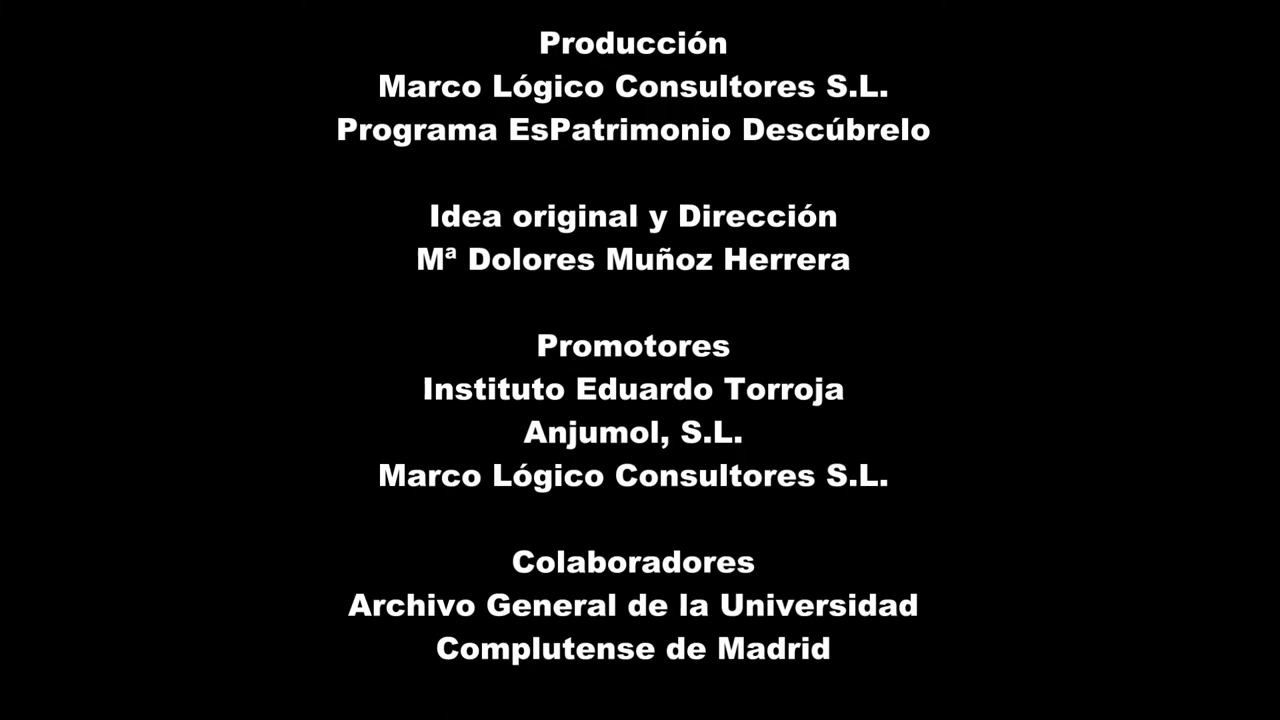 Producción
Marco Lógico Consultores S.L.
Programa EsPatrimonio Descúbrelo
Idea original y Dirección
Mª Dolores Muñoz Herrera
Promotores
Instituto Eduardo Torroja
Anjumol, S.L.
Marco Lógico Consultores S.L.
Colaboradores
Archivo General de la Universidad
Complutense de Madrid